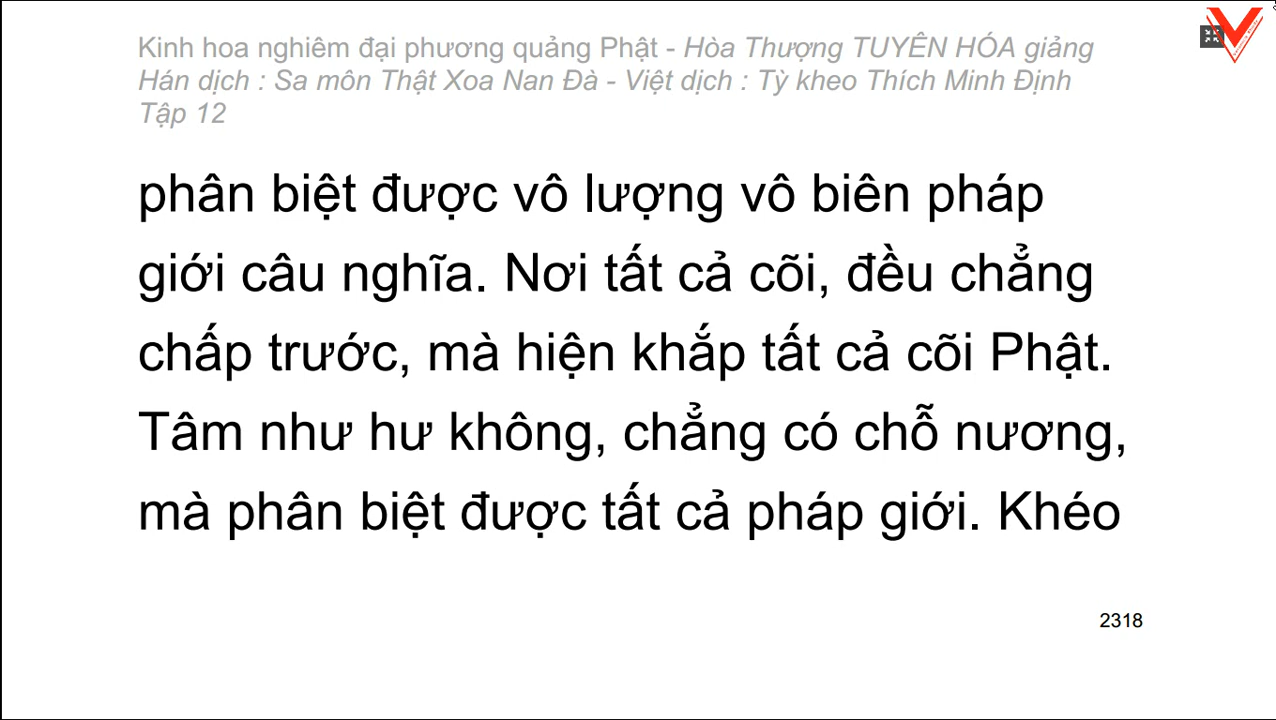 Kinh hoa nghiêm đại phương quảng Phật - Hòa Thượng TUYÊN HÓA giảng
Hán dịch : Sa môn Thật Xoa Nan Đà - Việt dịch : Tỳ kheo Thích Minh Định
Tập 12
phân biệt được vô lượng vô biên pháp
giới câu nghĩa. Nơi tất cả cõi, đều chẳng
chấp trước, mà hiện khắp tất cả cõi Phật.
Tâm như hư không, chẳng có chỗ nương,
mà phân biệt được tất cả pháp giới. Khéo
2318